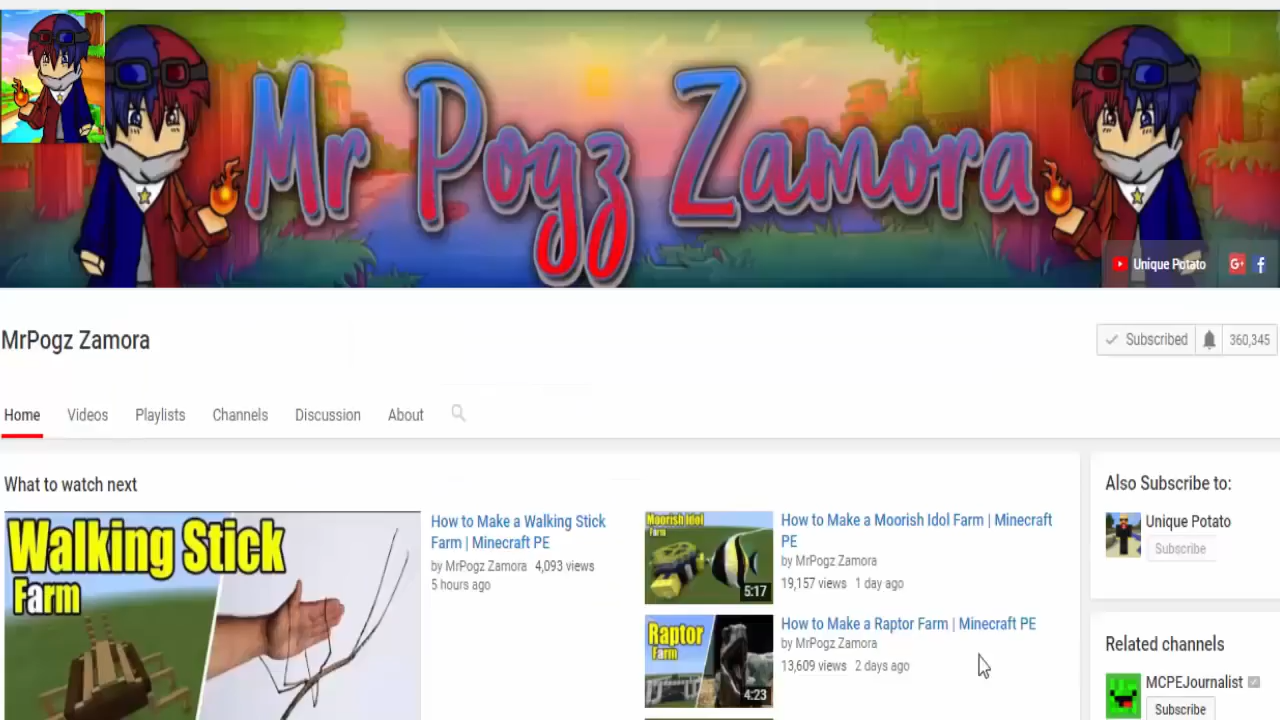 Mr Pogz Zamora
Unique Potato
G+ f
MrPogz Zamora
Subscribed
360,345
Home
Videos
Playlists
Channels
Discussion
About
What to watch next
Walking Stick
Farm
How to Make a Walking Stick
Farm | Minecraft PE
by MrPogz Zamora 4,093 views
5 hours ago
Moorish Idol
Farm
5:17
How to Make a Moorish Idol Farm | Minecraft
PE
by MrPogz Zamora
19,157 views 1 day ago
Raptor
Farm
4:23
How to Make a Raptor Farm | Minecraft PE
by MrPogz Zamora
13,609 views 2 days ago
Also Subscribe to:
Unique Potato
Subscribe
Related channels
MCPEJournalist
Subscribe